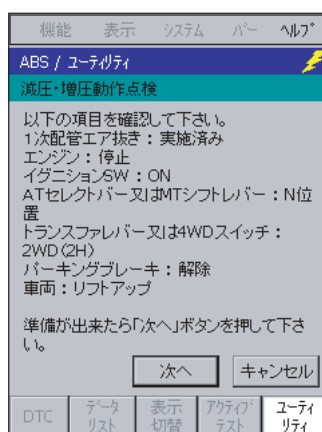 機能 表示 システム バー ヘルプ
ABS / ユーティリティ
減圧・増圧動作点検
以下の項目を確認して下さい。
1次配管エア抜き：実施済み
エンジン：停止
イグニションSW：ON
ATセレクトバー又はMTシフトレバー：N位
置
トランスファレバー又は4WDスイッチ：
2WD(2H)
パーキングブレーキ：解除
車両：リフトアップ
準備が出来たら「次へ」ボタンを押して下さ
い。
次へ キャンセル
DTC データ 表示 アクティブ ユーティ
リスト 切替 テスト リティ